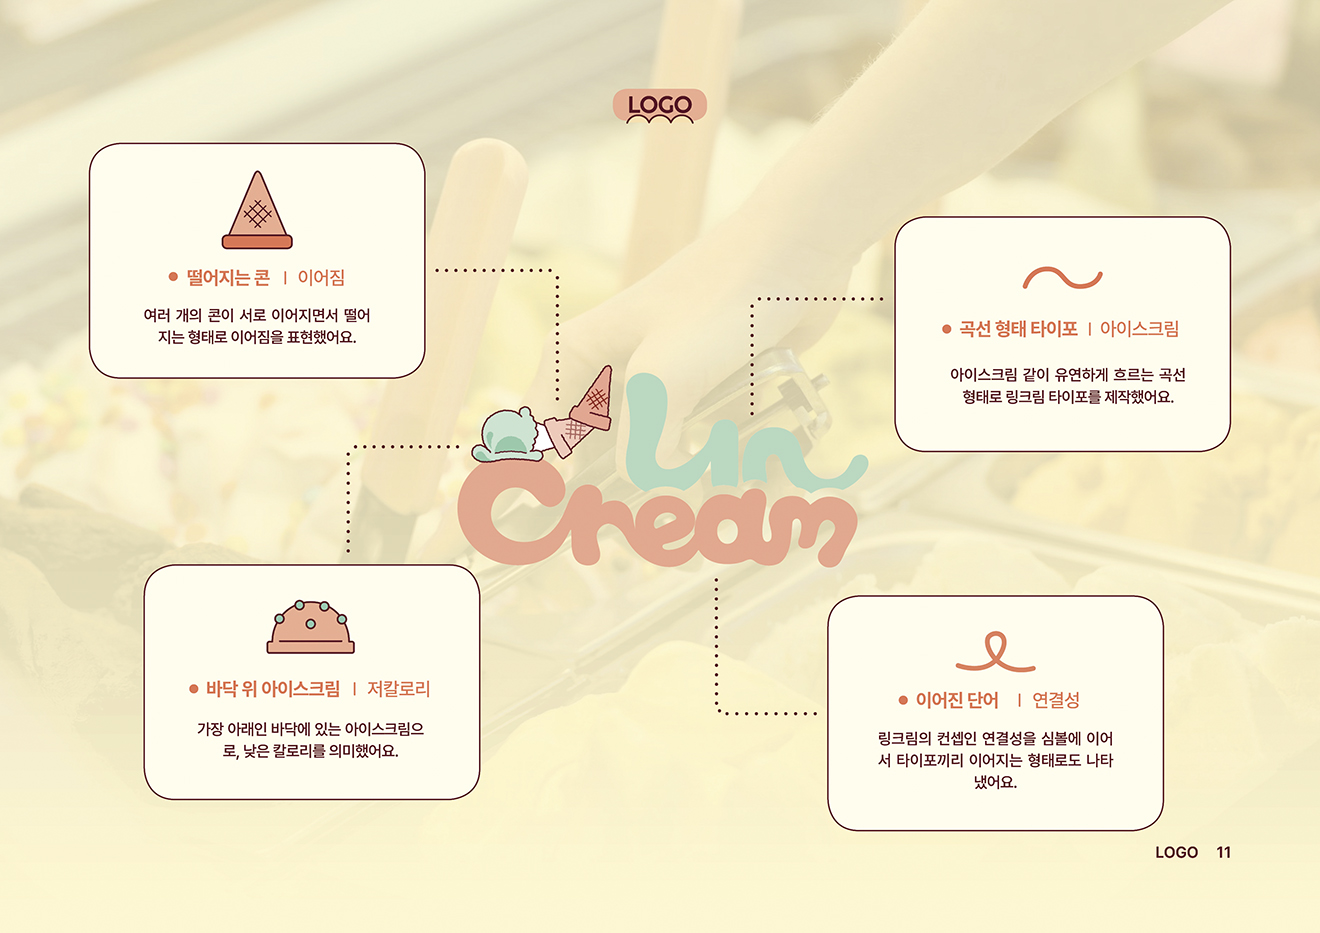 LOGO
떨어지는 콘 | 이어짐
여러 개의 콘이 서로 이어지면서 떨어
지는 형태로 이어짐을 표현했어요.
곡선 형태 타이포 | 아이스크림
아이스크림 같이 유연하게 흐르는 곡선
형태로 링크림 타이포를 제작했어요.
Lin
Cream
바닥 위 아이스크림 | 저칼로리
가장 아래인 바닥에 있는 아이스크림으
로, 낮은 칼로리를 의미했어요.
이어진 단어 | 연결성
링크림의 컨셉인 연결성을 심볼에 이어
서 타이포끼리 이어지는 형태로도 나타
냈어요.
LOGO 11